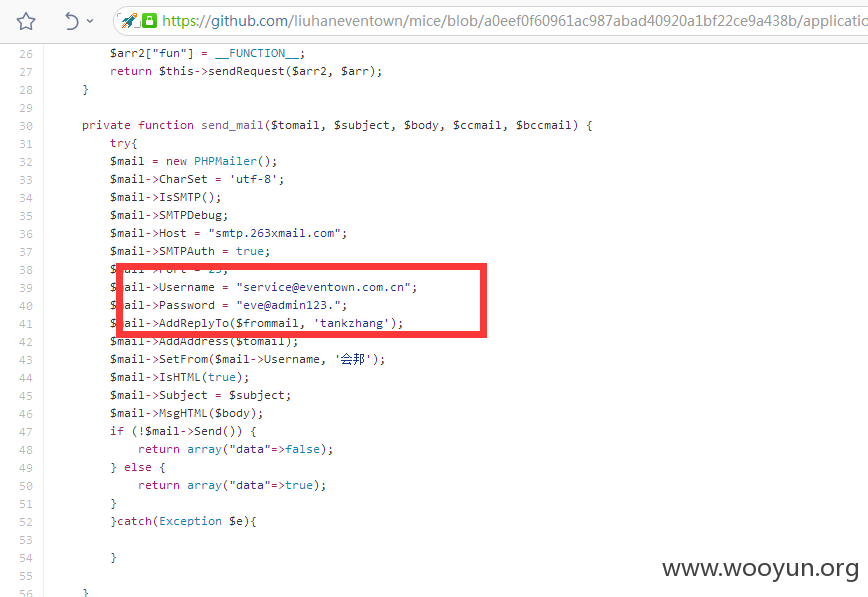 https://github.com/liuhaneventown/mice/blob/a0eef0f60961ac987abad40920a1bf22ce9a438b/applicatio
26 $arr2["fun"] = __FUNCTION__;
27 return $this->sendRequest($arr2, $arr);
28 }
29
30 private function send_mail($tomail, $subject, $body, $ccmail, $bccmail) {
31 try{
32 $mail = new PHPMailer();
33 $mail->CharSet = 'utf-8';
34 $mail->IsSMTP();
35 $mail->SMTPDebug;
36 $mail->Host = "smtp.263xmail.com";
37 $mail->SMTPAuth = true;
38 $mail->Port = 25;
39 $mail->Username = "service@eventown.com.cn";
40 $mail->Password = "eve@admin123.";
41 $mail->AddReplyTo($frommail, 'tankzhang');
42 $mail->AddAddress($tomail);
43 $mail->SetFrom($mail->Username, '会邦');
44 $mail->IsHTML(true);
45 $mail->Subject = $subject;
46 $mail->MsgHTML($body);
47 if (!$mail->Send()) {
48 return array("data"=>false);
49 } else {
50 return array("data"=>true);
51 }
52 }catch(Exception $e){
53
54 }
55
56 }
www.wooyun.org